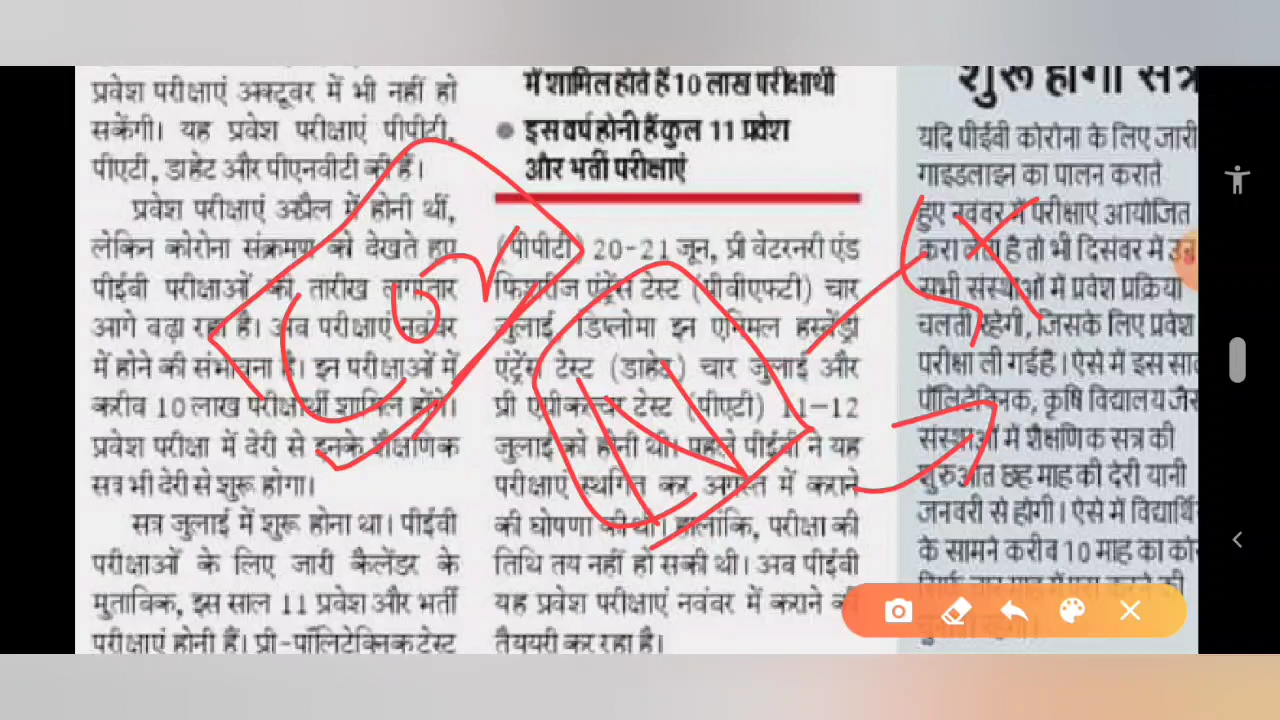 प्रवेश परीक्षाएं अक्टूबर में भी नहीं हो
सकेंगी। यह प्रवेश परीक्षाएं पीपीटी,
पीएटी, डाहेट और पीएनवीटी की हैं।
प्रवेश परीक्षाएं अप्रैल में होनी थीं,
लेकिन कोरोना संक्रमण को देखते हुए
पीईबी परीक्षाओं की तारीख लगातार
आगे बढ़ा रहा है। अब परीक्षाएं नवंबर
में होने की संभावना है। इन परीक्षाओं में
करीब 10 लाख परीक्षार्थी शामिल होंगे।
प्रवेश परीक्षा में देरी से इनके शैक्षणिक
सत्र भी देरी से शुरू होगा।
सत्र जुलाई में शुरू होना था। पीईबी
परीक्षाओं के लिए जारी कैलेंडर के
मुताबिक, इस साल 11 प्रवेश और भर्ती
परीक्षाएं होनी हैं। प्री-पॉलिटेक्निक टेस्ट
में शामिल होते हैं 10 लाख परीक्षार्थी
इस वर्ष होनी हैं कुल 11 प्रवेश
और भर्ती परीक्षाएं
(पीपीटी) 20-21 जून, प्री वेटरनरी एंड
फिशरीज एंट्रेंस टेस्ट (पीवीएफटी) चार
जुलाई, डिप्लोमा इन एनिमल हस्बेंड्री
एंट्रेंस टेस्ट (डाहेट) चार जुलाई और
प्री एग्रीकल्चर टेस्ट (पीएटी) 11-12
जुलाई को होनी थी। पहले पीईबी ने यह
परीक्षाएं स्थगित कर अगस्त में कराने
की घोषणा की थी। हालांकि, परीक्षा की
तिथि तय नहीं हो सकी थी। अब पीईबी
यह प्रवेश परीक्षाएं नवंबर में कराने की
तैयारी कर रहा है।
शुरू होगा सत्र
यदि पीईबी कोरोना के लिए जारी
गाइडलाइन का पालन कराते
हुए नवंबर में परीक्षाएं आयोजित
करा लेता है तो भी दिसंबर में उन
सभी संस्थाओं में प्रवेश प्रक्रिया
चलती रहेगी, जिसके लिए प्रवेश
परीक्षा ली गई है। ऐसे में इस साल
पॉलिटेक्निक, कृषि विद्यालय जैसे
संस्थाओं में शैक्षणिक सत्र की
शुरुआत छह माह की देरी यानी
जनवरी से होगी। ऐसे में विद्यार्थि
के सामने करीब 10 माह का को